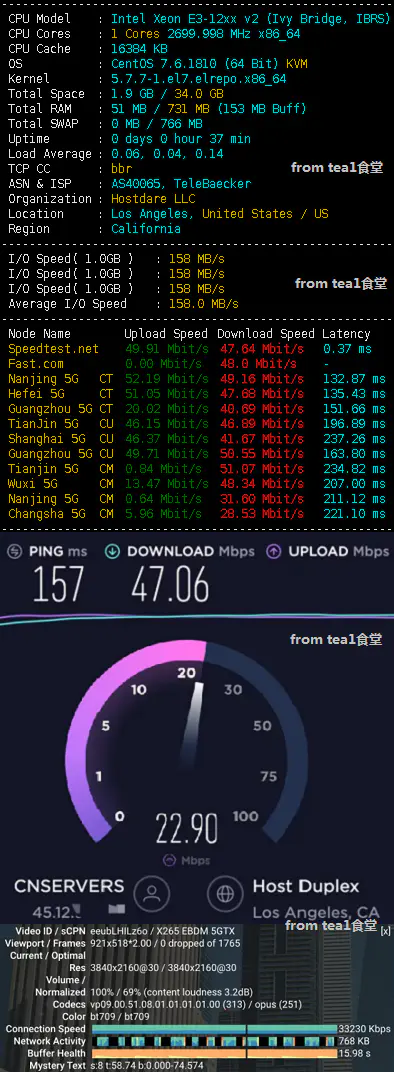 CPU Model : Intel Xeon E3-12xx v2 (Ivy Bridge, IBRS)
CPU Cores : 1 Cores 2699.998 MHz x86_64
CPU Cache : 16384 KB
OS : CentOS 7.6.1810 (64 Bit) KVM
Kernel : 5.7.7-1.el7.elrepo.x86_64
Total Space : 1.9 GB / 34.0 GB
Total RAM : 51 MB / 731 MB (153 MB Buff)
Total SWAP : 0 MB / 766 MB
Uptime : 0 days 0 hour 37 min
Load Average : 0.06, 0.04, 0.14
TCP CC : bbr
from tea1食堂
ASN & ISP : AS40065, TeleBaecker
Organization : Hostdare LLC
Location : Los Angeles, United States / US
Region : California
I/O Speed( 1.0GB ) : 158 MB/s
I/O Speed( 1.0GB ) : 158 MB/s
I/O Speed( 1.0GB ) : 158 MB/s
from tea1食堂
Average I/O Speed : 158.0 MB/s
Node Name Upload Speed Download Speed Latency
Speedtest.net 49.91 Mbit/s 47.64 Mbit/s 0.37 ms
Fast.com 0.00 Mbit/s 48.0 Mbit/s -
Nanjing 5G CT 52.19 Mbit/s 49.16 Mbit/s 132.87 ms
Hefei 5G CT 51.05 Mbit/s 47.68 Mbit/s 135.43 ms
Guangzhou 5G CT 20.02 Mbit/s 40.69 Mbit/s 151.66 ms
TianJin 5G CU 46.15 Mbit/s 46.89 Mbit/s 196.89 ms
Shanghai 5G CU 46.37 Mbit/s 41.67 Mbit/s 237.26 ms
Guangzhou 5G CU 49.71 Mbit/s 50.55 Mbit/s 163.80 ms
Tianjin 5G CM 0.84 Mbit/s 51.07 Mbit/s 234.82 ms
Wuxi 5G CM 13.47 Mbit/s 48.34 Mbit/s 207.00 ms
Nanjing 5G CM 0.64 Mbit/s 31.60 Mbit/s 211.12 ms
Changsha 5G CM 5.96 Mbit/s 28.53 Mbit/s 221.10 ms
PING ms DOWNLOAD Mbps UPLOAD Mbps
157 47.06
from tea1食堂
0 1 5 10 20 30 50 75 100
22.90
Mbps
CNSERVERS Host Duplex
45.12. Los Angeles, CA
from tea1食堂
[x]
Video ID / sCPN eeubLHILz6o / X265 EBDM 5GTX
Viewport / Frames 921x518*2.00 / 0 dropped of 1765
Current / Optimal
Res 3840x2160@30 / 3840x2160@30
Volume /
Normalized 100% / 69% (content loudness 3.2dB)
Codecs vp09.00.51.08.01.01.01.01.00 (313) / opus (251)
Color bt709 / bt709
Connection Speed 33230 Kbps
Network Activity 768 KB
Buffer Health 15.98 s
Mystery Text s:8 t:58.74 b:0.000-74.574